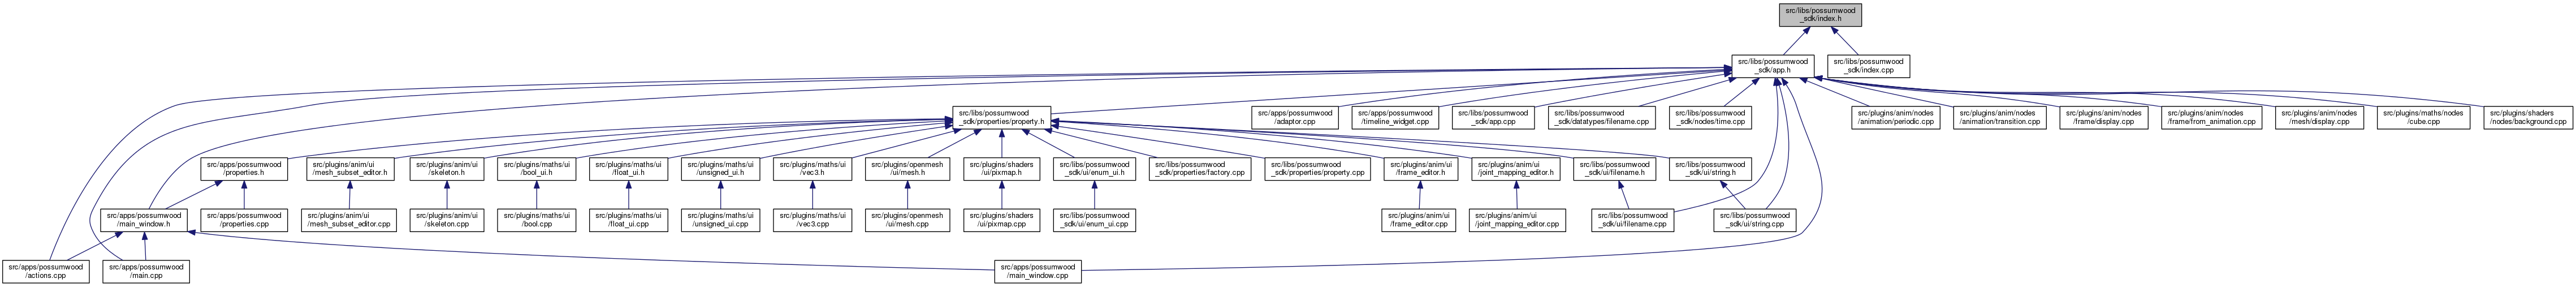 src/libs/possumwood
_sdk/index.h
src/libs/possumwood
_sdk/app.h
src/libs/possumwood
_sdk/index.cpp
src/libs/possumwood
_sdk/properties/property.h
src/apps/possumwood
/adaptor.cpp
src/apps/possumwood
/timeline_widget.cpp
src/libs/possumwood
_sdk/app.cpp
src/libs/possumwood
_sdk/datatypes/filename.cpp
src/libs/possumwood
_sdk/nodes/time.cpp
src/plugins/anim/nodes
/animation/periodic.cpp
src/plugins/anim/nodes
/animation/transition.cpp
src/plugins/anim/nodes
/frame/display.cpp
src/plugins/anim/nodes
/frame/from_animation.cpp
src/plugins/anim/nodes
/mesh/display.cpp
src/plugins/maths/nodes
/cube.cpp
src/plugins/shaders
/nodes/background.cpp
src/apps/possumwood
/properties.h
src/plugins/anim/ui
/mesh_subset_editor.h
src/plugins/anim/ui
/skeleton.h
src/plugins/maths/ui
/bool_ui.h
src/plugins/maths/ui
/float_ui.h
src/plugins/maths/ui
/unsigned_ui.h
src/plugins/maths/ui
/vec3.h
src/plugins/openmesh
/ui/mesh.h
src/plugins/shaders
/ui/pixmap.h
src/libs/possumwood
_sdk/ui/enum_ui.h
src/libs/possumwood
_sdk/properties/factory.cpp
src/libs/possumwood
_sdk/properties/property.cpp
src/plugins/anim/ui
/frame_editor.h
src/plugins/anim/ui
/joint_mapping_editor.h
src/libs/possumwood
_sdk/ui/filename.h
src/libs/possumwood
_sdk/ui/string.h
src/apps/possumwood
/main_window.h
src/apps/possumwood
/properties.cpp
src/plugins/anim/ui
/mesh_subset_editor.cpp
src/plugins/anim/ui
/skeleton.cpp
src/plugins/maths/ui
/bool.cpp
src/plugins/maths/ui
/float_ui.cpp
src/plugins/maths/ui
/unsigned_ui.cpp
src/plugins/maths/ui
/vec3.cpp
src/plugins/openmesh
/ui/mesh.cpp
src/plugins/shaders
/ui/pixmap.cpp
src/libs/possumwood
_sdk/ui/enum_ui.cpp
src/plugins/anim/ui
/frame_editor.cpp
src/plugins/anim/ui
/joint_mapping_editor.cpp
src/libs/possumwood
_sdk/ui/filename.cpp
src/libs/possumwood
_sdk/ui/string.cpp
src/apps/possumwood
/actions.cpp
src/apps/possumwood
/main.cpp
src/apps/possumwood
/main_window.cpp